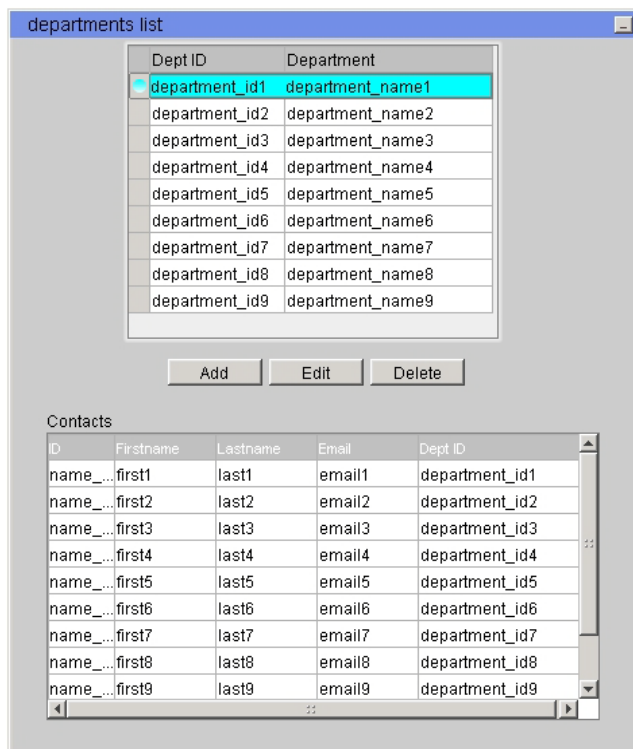 departments list
Dept ID Department
department_id1 department_name1
department_id2 department_name2
department_id3 department_name3
department_id4 department_name4
department_id5 department_name5
department_id6 department_name6
department_id7 department_name7
department_id8 department_name8
department_id9 department_name9
Add Edit Delete
Contacts
ID Firstname Lastname Email Dept ID
name_... first1 last1 email1 department_id1
name_... first2 last2 email2 department_id2
name_... first3 last3 email3 department_id3
name_... first4 last4 email4 department_id4
name_... first5 last5 email5 department_id5
name_... first6 last6 email6 department_id6
name_... first7 last7 email7 department_id7
name_... first8 last8 email8 department_id8
name_... first9 last9 email9 department_id9